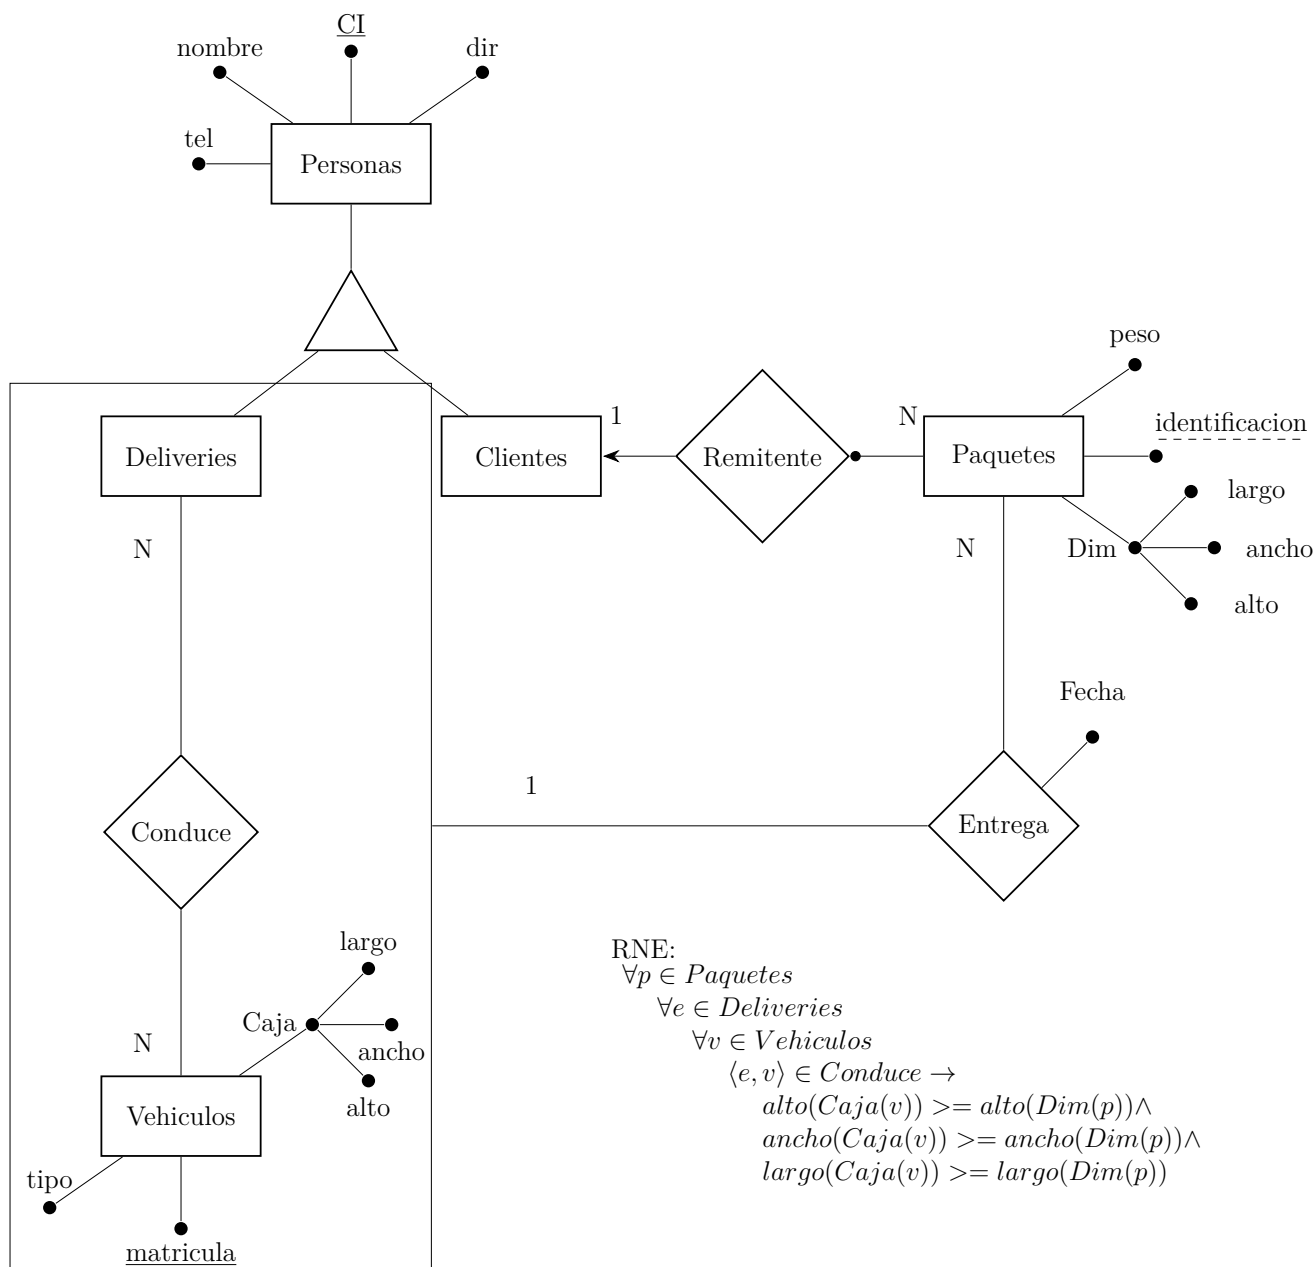 CI
nombre
dir
tel
Personas
peso
1
N
identificacion
Deliveries
Clientes
Remitente
Paquetes
largo
N
N
Dim
ancho
alto
Fecha
1
Conduce
Entrega
largo
RNE:
∀p ∈ Paquetes
∀e ∈ Deliveries
Caja
N
ancho
∀v ∈ Vehiculos
⟨e, v⟩ ∈ Conduce →
alto
alto(Caja(v)) >= alto(Dim(p))∧
Vehiculos
ancho(Caja(v)) >= ancho(Dim(p))∧
largo(Caja(v)) >= largo(Dim(p))
tipo
matricula